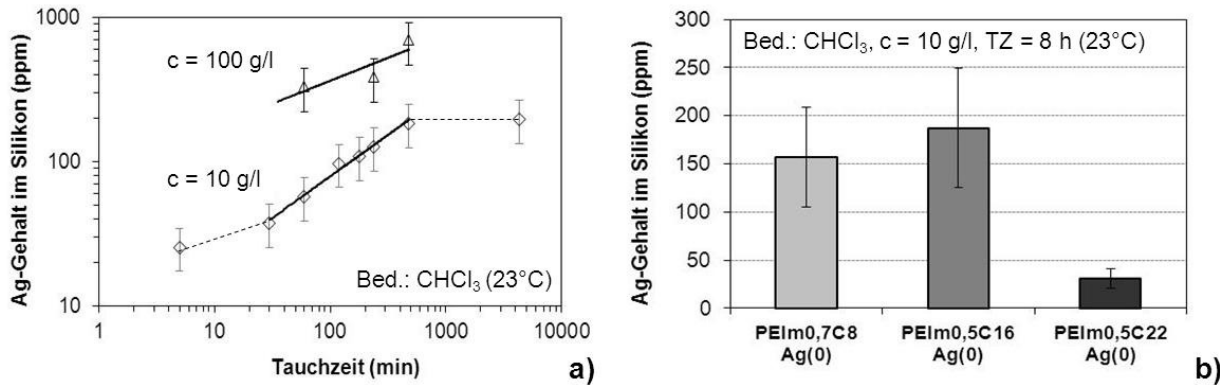 1000
100
10
Ag-Gehalt im Silikon (ppm)
c = 100 g/l
c = 10 g/l
Bed.: CHCl₃ (23°C)
1 10 100 1000 10000
Tauchzeit (min)
a)
300
250
200
150
100
50
0
Ag-Gehalt im Silikon (ppm)
Bed.: CHCl₃, c = 10 g/l, TZ = 8 h (23°C)
PEIm0,7C8 PEIm0,5C16 PEIm0,5C22
Ag(0) Ag(0) Ag(0)
b)